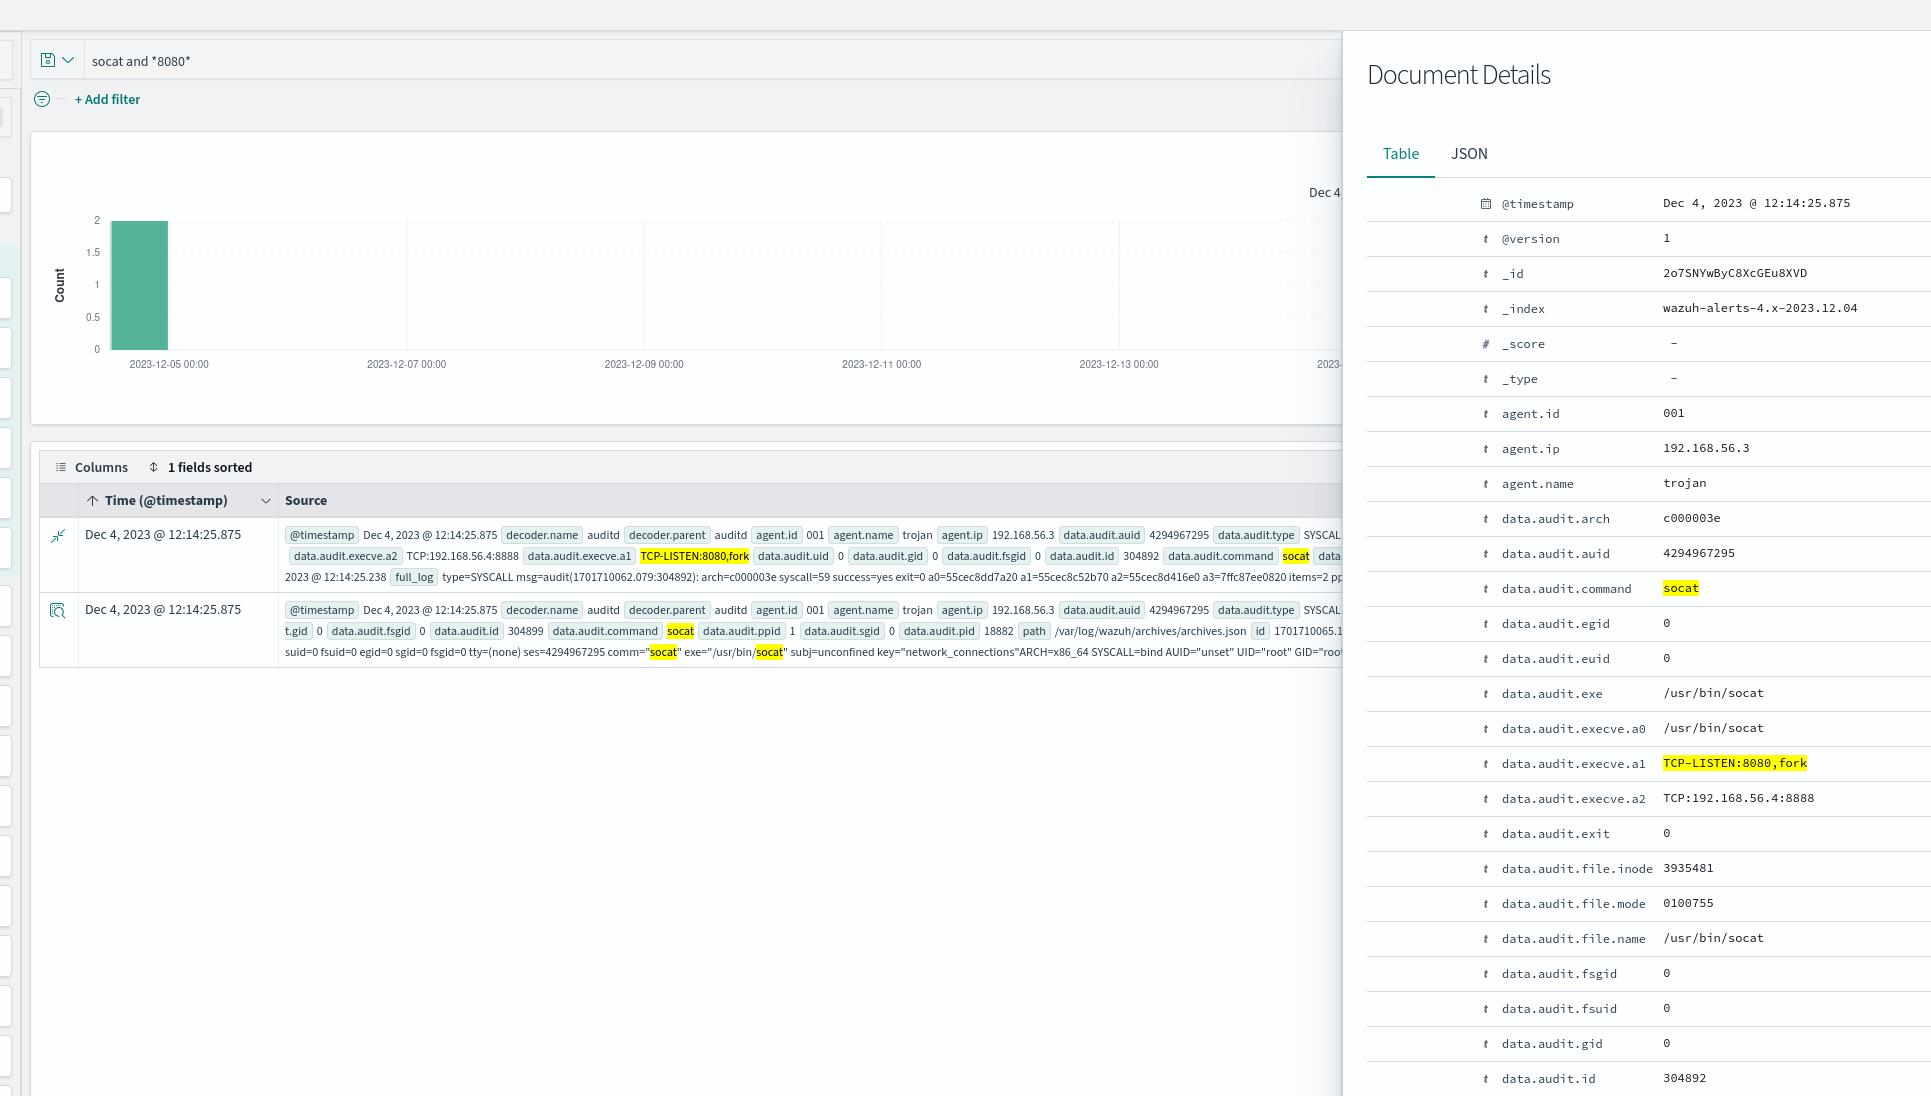 socat and *8080*
+ Add filter
Dec 4
Count
2
1.5
1
0.5
0
2023-12-05 00:00 2023-12-07 00:00 2023-12-09 00:00 2023-12-11 00:00 2023-12-13 00:00 2023-
Columns 1 fields sorted
Time (@timestamp) Source
Dec 4, 2023 @ 12:14:25.875 @timestamp Dec 4, 2023 @ 12:14:25.875 decoder.name auditd decoder.parent auditd agent.id 001 agent.name trojan agent.ip 192.168.56.3 data.audit.auid 4294967295 data.audit.type SYSCAL
data.audit.execve.a2 TCP:192.168.56.4:8888 data.audit.execve.a1 TCP-LISTEN:8080,fork data.audit.uid 0 data.audit.gid 0 data.audit.fsgid 0 data.audit.id 304892 data.audit.command socat data
2023 @ 12:14:25.238 full_log type=SYSCALL msg=audit(1701710062.079:304892): arch=c000003e syscall=59 success=yes exit=0 a0=55cec8dd7a20 a1=55cec8c52b70 a2=55cec8d416e0 a3=7ffc87ee0820 items=2 pp
Dec 4, 2023 @ 12:14:25.875 @timestamp Dec 4, 2023 @ 12:14:25.875 decoder.name auditd decoder.parent auditd agent.id 001 agent.name trojan agent.ip 192.168.56.3 data.audit.auid 4294967295 data.audit.type SYSCAL
t.gid 0 data.audit.fsgid 0 data.audit.id 304899 data.audit.command socat data.audit.ppid 1 data.audit.sgid 0 data.audit.pid 18882 path /var/log/wazuh/archives/archives.json id 1701710065.1
suid=0 fsuid=0 egid=0 sgid=0 fsgid=0 tty=(none) ses=4294967295 comm="socat" exe="/usr/bin/socat" subj=unconfined key="network_connections"ARCH=x86_64 SYSCALL=bind AUID="unset" UID="root" GID="root
Document Details
Table JSON
@timestamp Dec 4, 2023 @ 12:14:25.875
t @version 1
t _id 2o7SNYwByC8XcGEu8XVD
t _index wazuh-alerts-4.x-2023.12.04
# _score –
t _type –
t agent.id 001
t agent.ip 192.168.56.3
t agent.name trojan
t data.audit.arch c000003e
t data.audit.auid 4294967295
t data.audit.command socat
t data.audit.egid 0
t data.audit.euid 0
t data.audit.exe /usr/bin/socat
t data.audit.execve.a0 /usr/bin/socat
t data.audit.execve.a1 TCP-LISTEN:8080,fork
t data.audit.execve.a2 TCP:192.168.56.4:8888
t data.audit.exit 0
t data.audit.file.inode 3935481
t data.audit.file.mode 0100755
t data.audit.file.name /usr/bin/socat
t data.audit.fsgid 0
t data.audit.fsuid 0
t data.audit.gid 0
t data.audit.id 304892